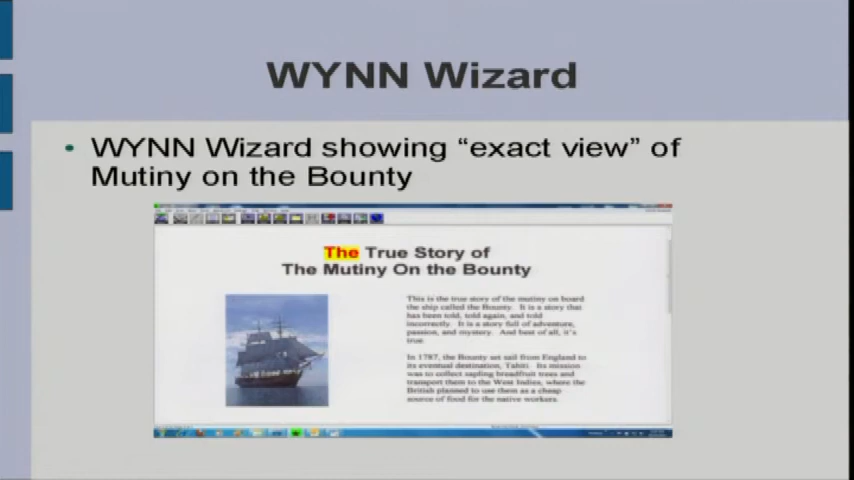 WYNN Wizard
• WYNN Wizard showing “exact view” of
Mutiny on the Bounty
The True Story of
The Mutiny On the Bounty
This is the true story of the mutiny on board
the ship called the Bounty. It is a story that
has been told, told again, and told
incorrectly. It is a story full of adventure,
passion, and mystery. And best of all, it's
true.
In 1787, the Bounty set sail from England to
its eventual destination, Tahiti. Its mission
was to collect sapling breadfruit trees and
transport them to the West Indies, where the
British planned to use them as a cheap
source of food for the native workers.